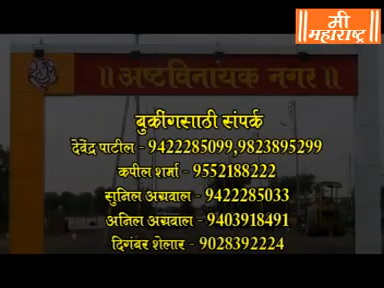 मी
महाराष्ट्र
॥ अष्टविनायक नगर ॥
बुकींगसाठी संपर्क
देवेंद्र पाटील - 9422285099,9823895299
कपील शर्मा - 9552188222
सुनिल अग्रवाल - 9422285033
अनिल अग्रवाल - 9403918491
दिगंबर शेलार - 9028392224